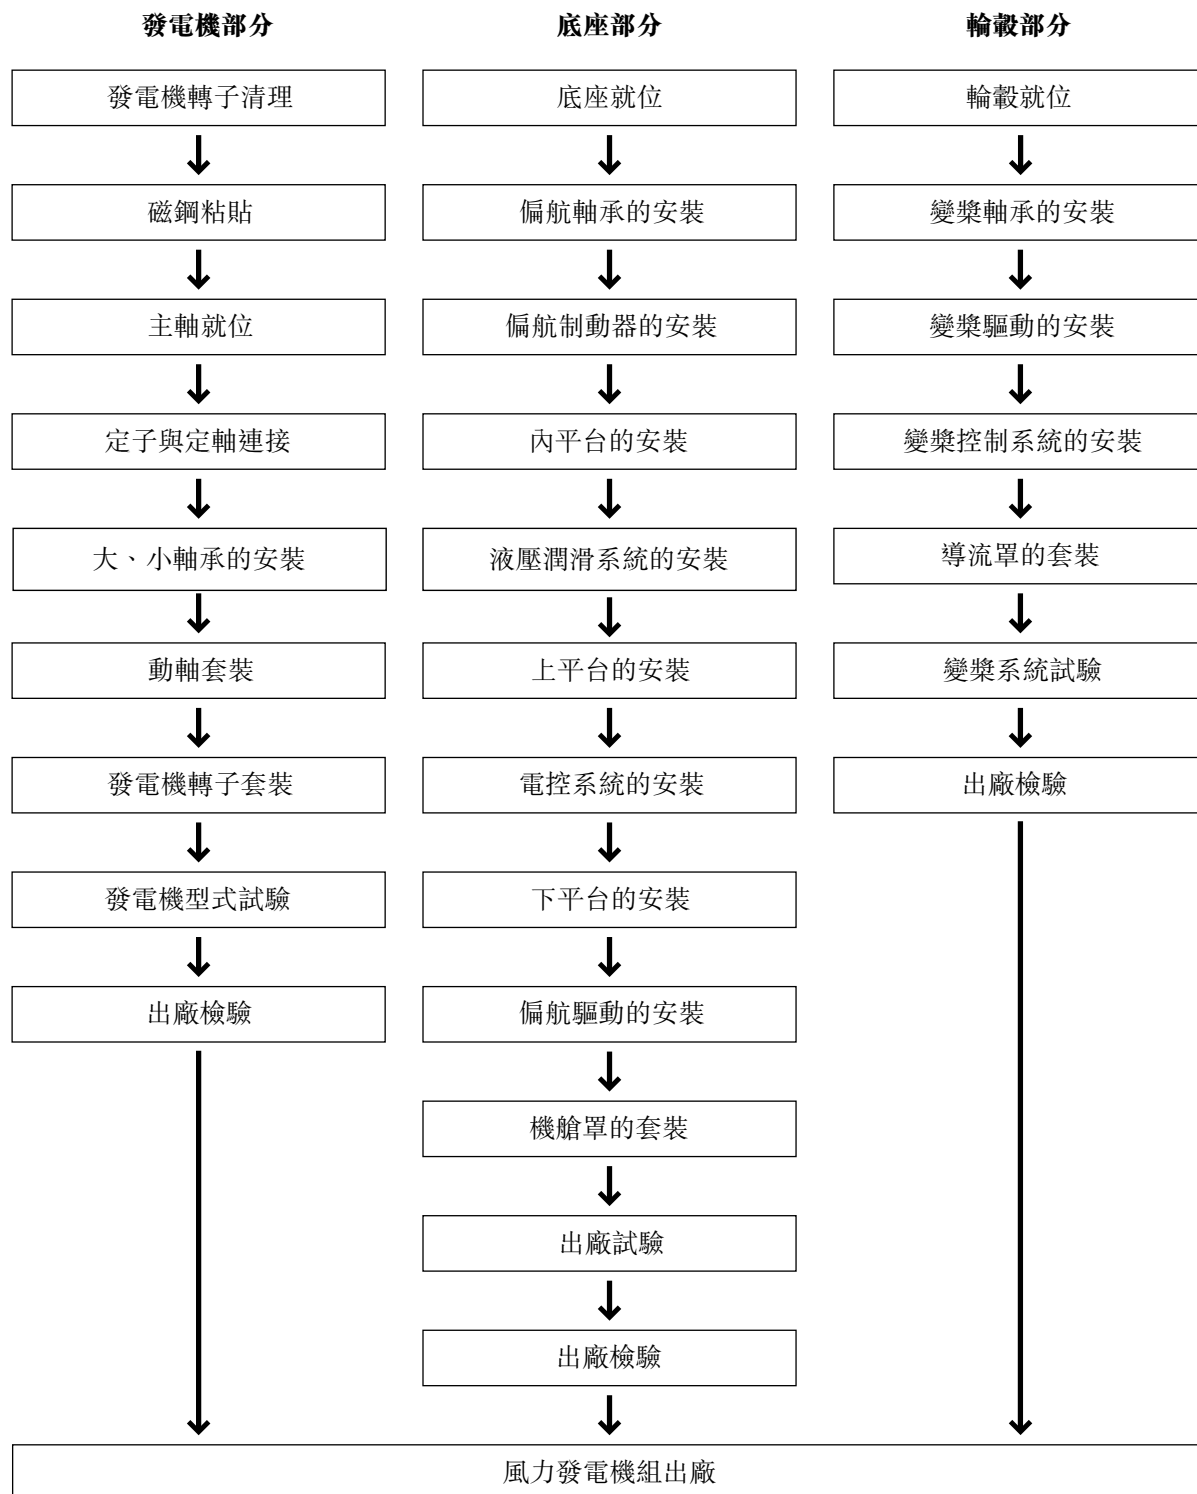 發電機部分
發電機轉子清理
磁鋼粘貼
主軸就位
定子與定軸連接
大、小軸承的安裝
動軸套裝
發電機轉子套裝
發電機型式試驗
出廠檢驗
底座部分
底座就位
偏航軸承的安裝
偏航制動器的安裝
內平台的安裝
液壓潤滑系統的安裝
上平台的安裝
電控系統的安裝
下平台的安裝
偏航驅動的安裝
機艙罩的套裝
出廠試驗
出廠檢驗
輪轂部分
輪轂就位
變槳軸承的安裝
變槳驅動的安裝
變槳控制系統的安裝
導流罩的套裝
變槳系統試驗
出廠檢驗
風力發電機組出廠